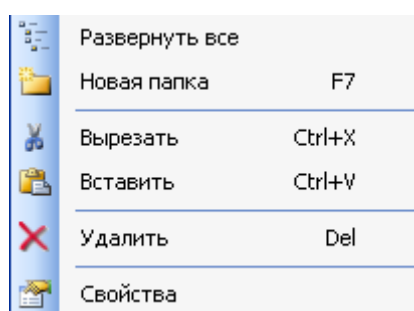 Развернуть все
Новая папка F7
Вырезать Ctrl+X
Вставить Ctrl+V
Удалить Del
Свойства